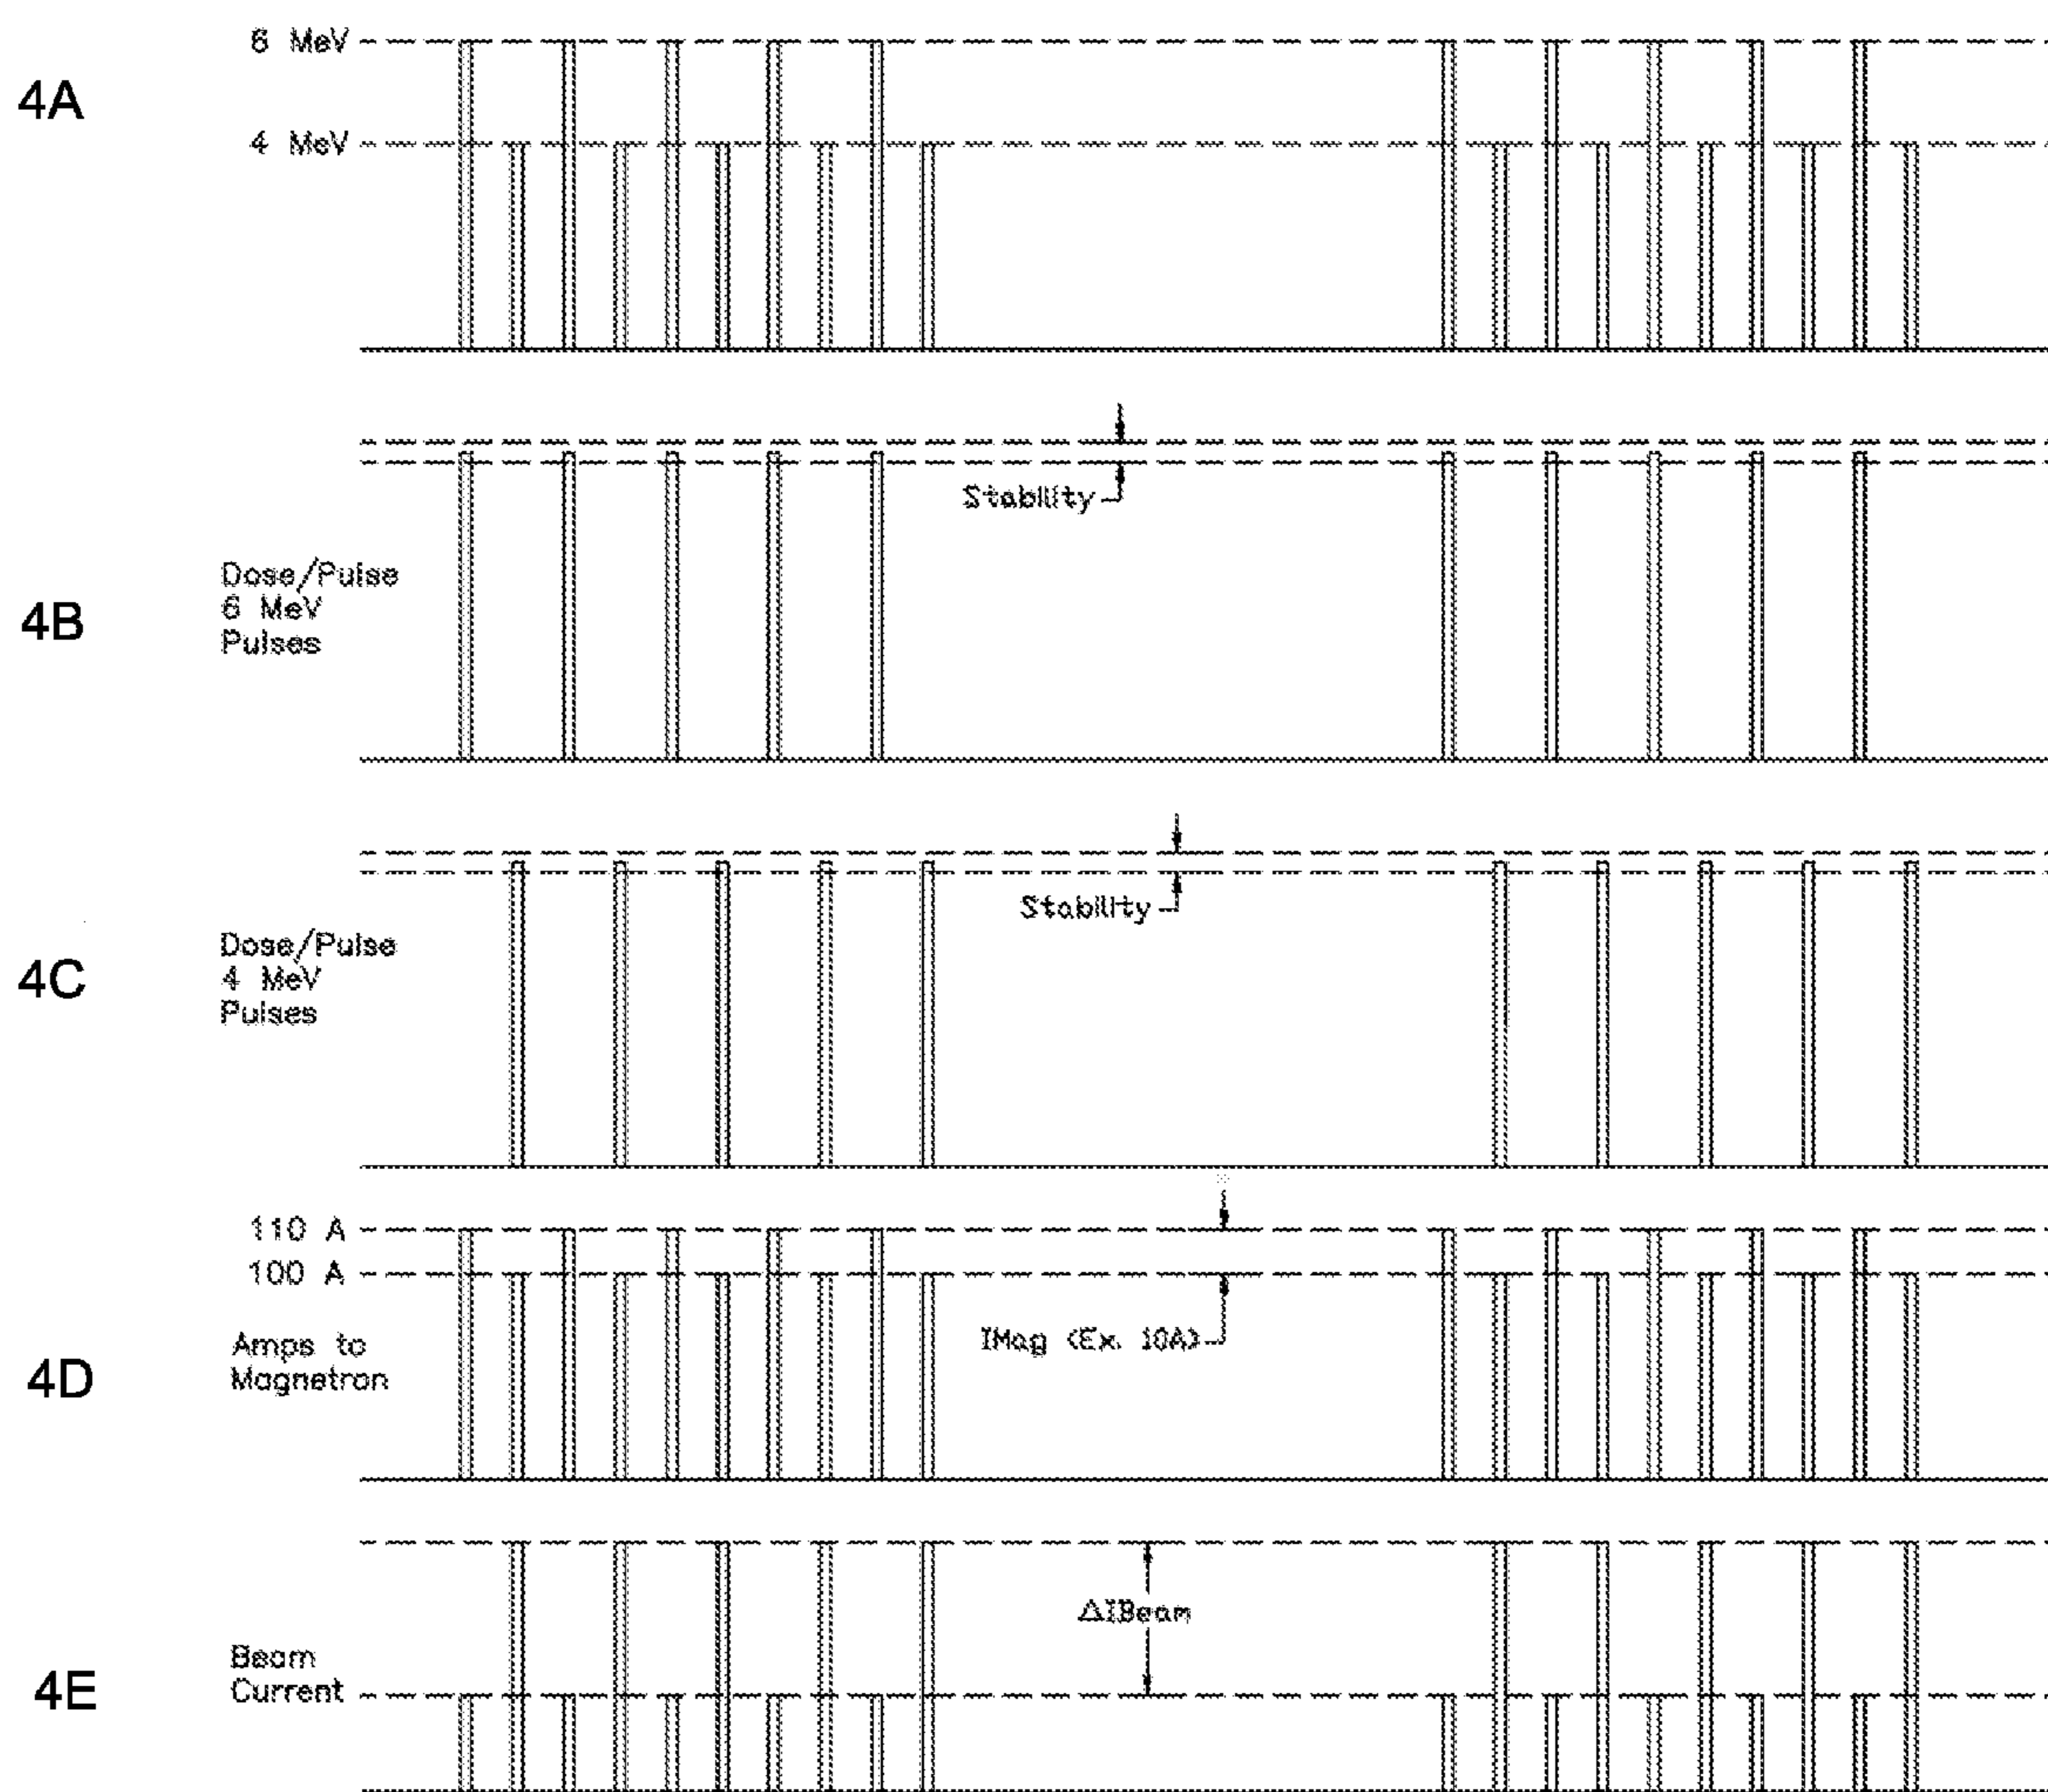 6 MeV
4A
4 MeV
Stability
Dose/Pulse
6 MeV
Pulses
4B
Stability
Dose/Pulse
4 MeV
Pulses
4C
110 A
100 A
IMag (Ex. 10A)
Amps to
Magnetron
4D
ΔIBeam
Beam
Current
4E